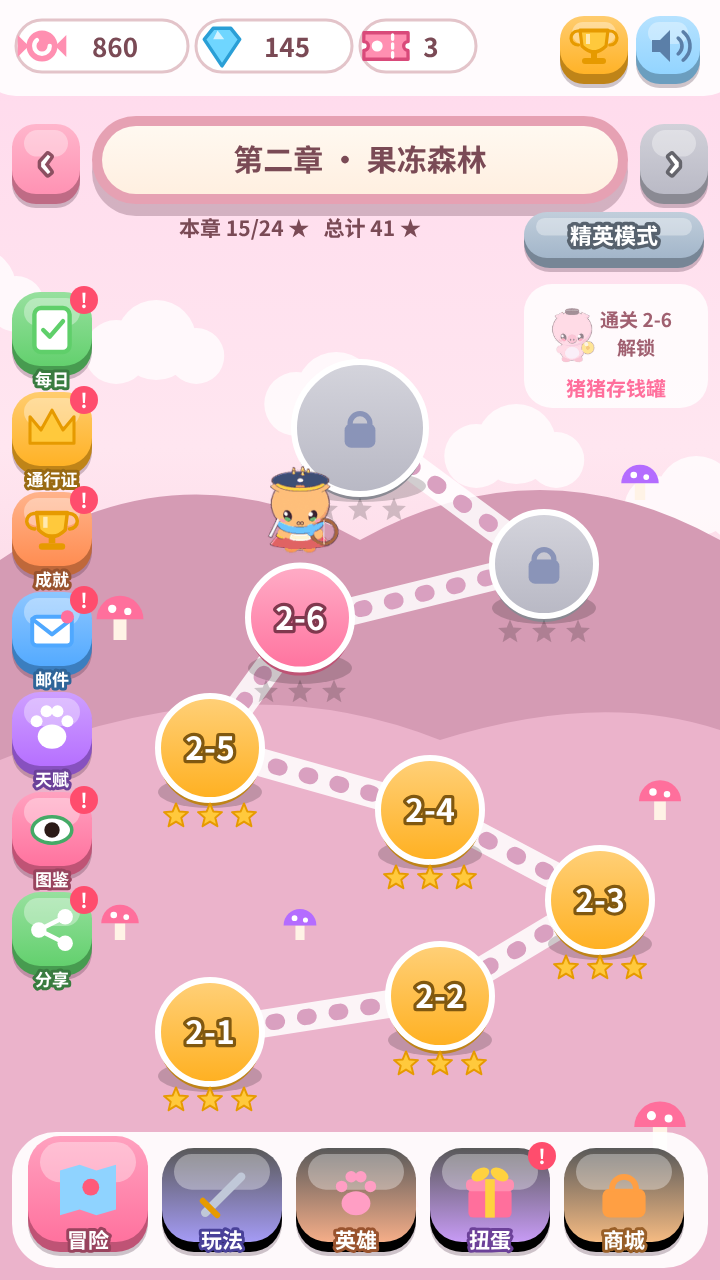 860
145
3
第二章 · 果冻森林
本章 15/24 ★ 总计 41 ★
精英模式
通关 2-6
解锁
猪猪存钱罐
每日
通行证
成就
邮件
天赋
图鉴
分享
2-6
2-5
2-4
2-3
2-2
2-1
冒险
玩法
英雄
扭蛋
商城